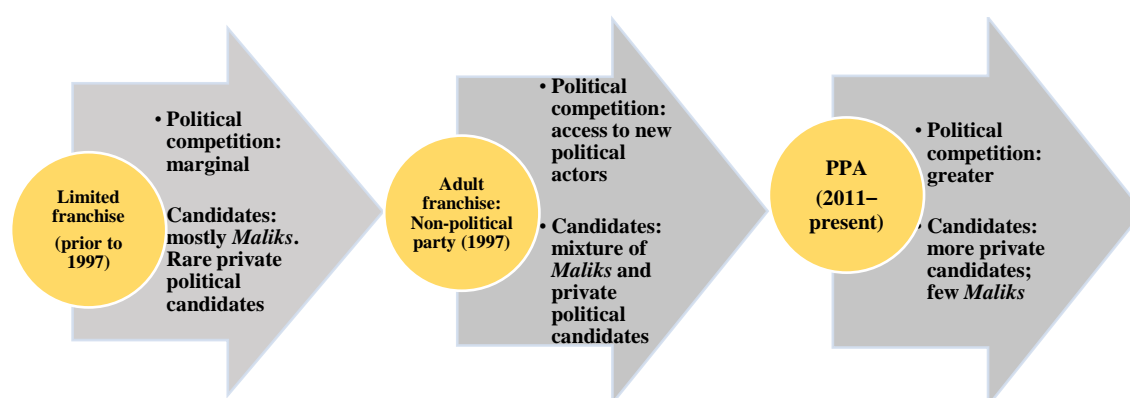 Limited
franchise
(prior to
1997)
• Political
competition:
marginal
Candidates:
mostly Maliks.
Rare private
political
candidates
Adult
franchise:
Non-political
party (1997)
• Political
competition:
access to new
political
actors
• Candidates:
mixture of
Maliks and
private
political
candidates
PPA
(2011–
present)
• Political
competition:
greater
• Candidates:
more private
candidates;
few Maliks